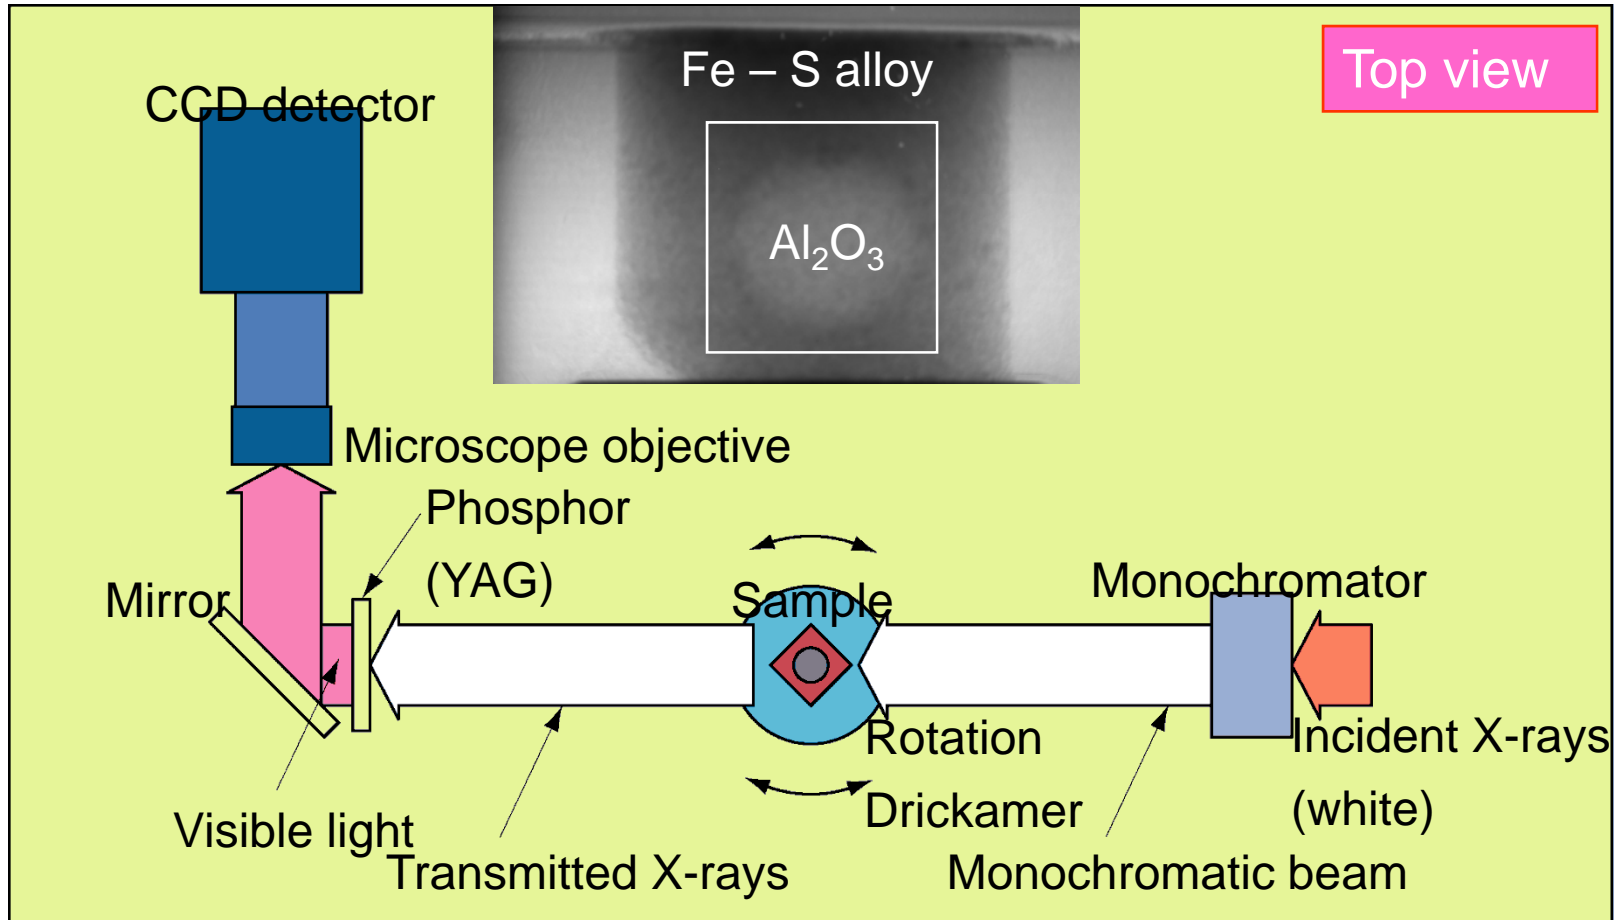 Fe – S alloy
Top view
CCD detector
Al₂O₃
Microscope objective
Phosphor
(YAG)
Mirror
Sample
Monochromator
Rotation
Drickamer
Incident X-rays
(white)
Visible light
Transmitted X-rays
Monochromatic beam